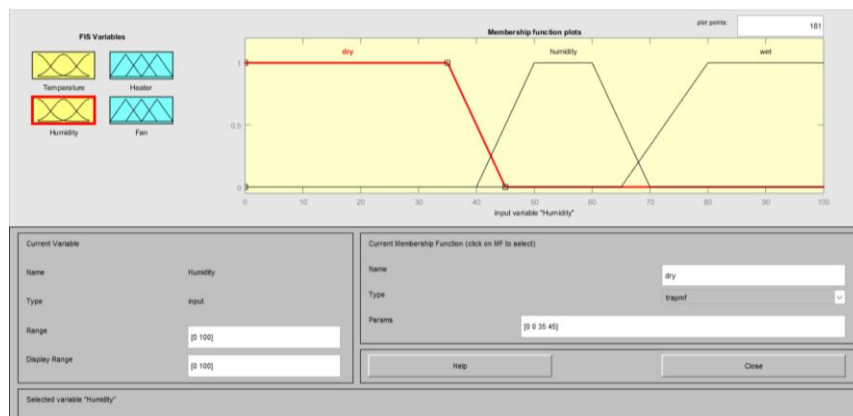 FIS Variables
Membership function plots
plot points:
181
Temperature
Heater
Humidity
Fan
dry
humidity
wet
1
0.5
0
0 10 20 30 40 50 60 70 80 90 100
input variable "Humidity"
Current Variable
Name Humidity
Type input
Range [0 100]
Display Range [0 100]
Current Membership Function (click on MF to select)
Name dry
Type trapmf
Params [0 0 35 45]
Help
Close
Selected variable "Humidity"